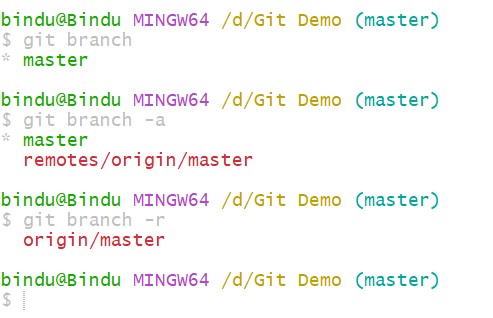 bindu@Bindu MINGW64 /d/Git Demo (master)
$ git branch
* master
bindu@Bindu MINGW64 /d/Git Demo (master)
$ git branch -a
* master
remotes/origin/master
bindu@Bindu MINGW64 /d/Git Demo (master)
$ git branch -r
origin/master
bindu@Bindu MINGW64 /d/Git Demo (master)
$